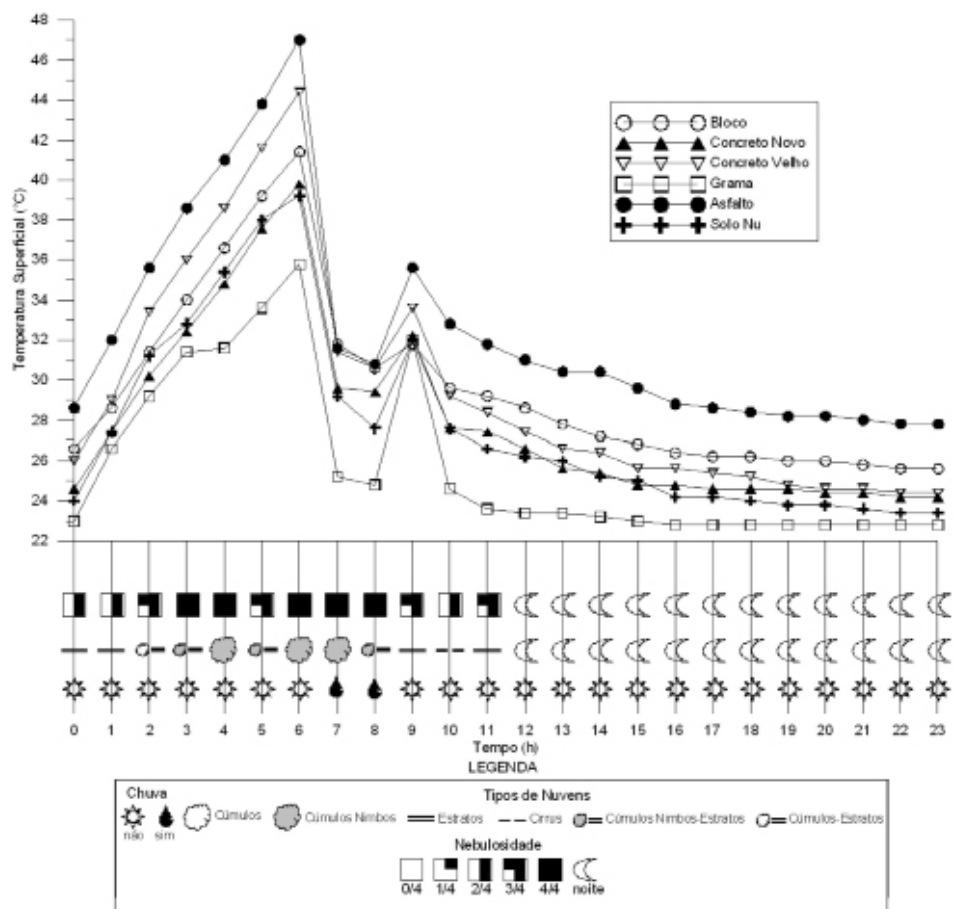 48
46
44
42
40
38
36
34
32
30
28
26
24
22
Temperatura Superficial (°C)
Bloco
Concreto Novo
Concreto Velho
Grama
Asfalto
Solo Nu
0 1 2 3 4 5 6 7 8 9 10 11 12 13 14 15 16 17 18 19 20 21 22 23
Tempo (h)
LEGENDA
Chuva
não sim
Tipos de Nuvens
Cúmulos Cúmulos Nimbos Estratos Cirrus Cúmulos Nimbos-Estratos Cúmulos-Estratos
Nebulosidade
0/4 1/4 2/4 3/4 4/4 noite